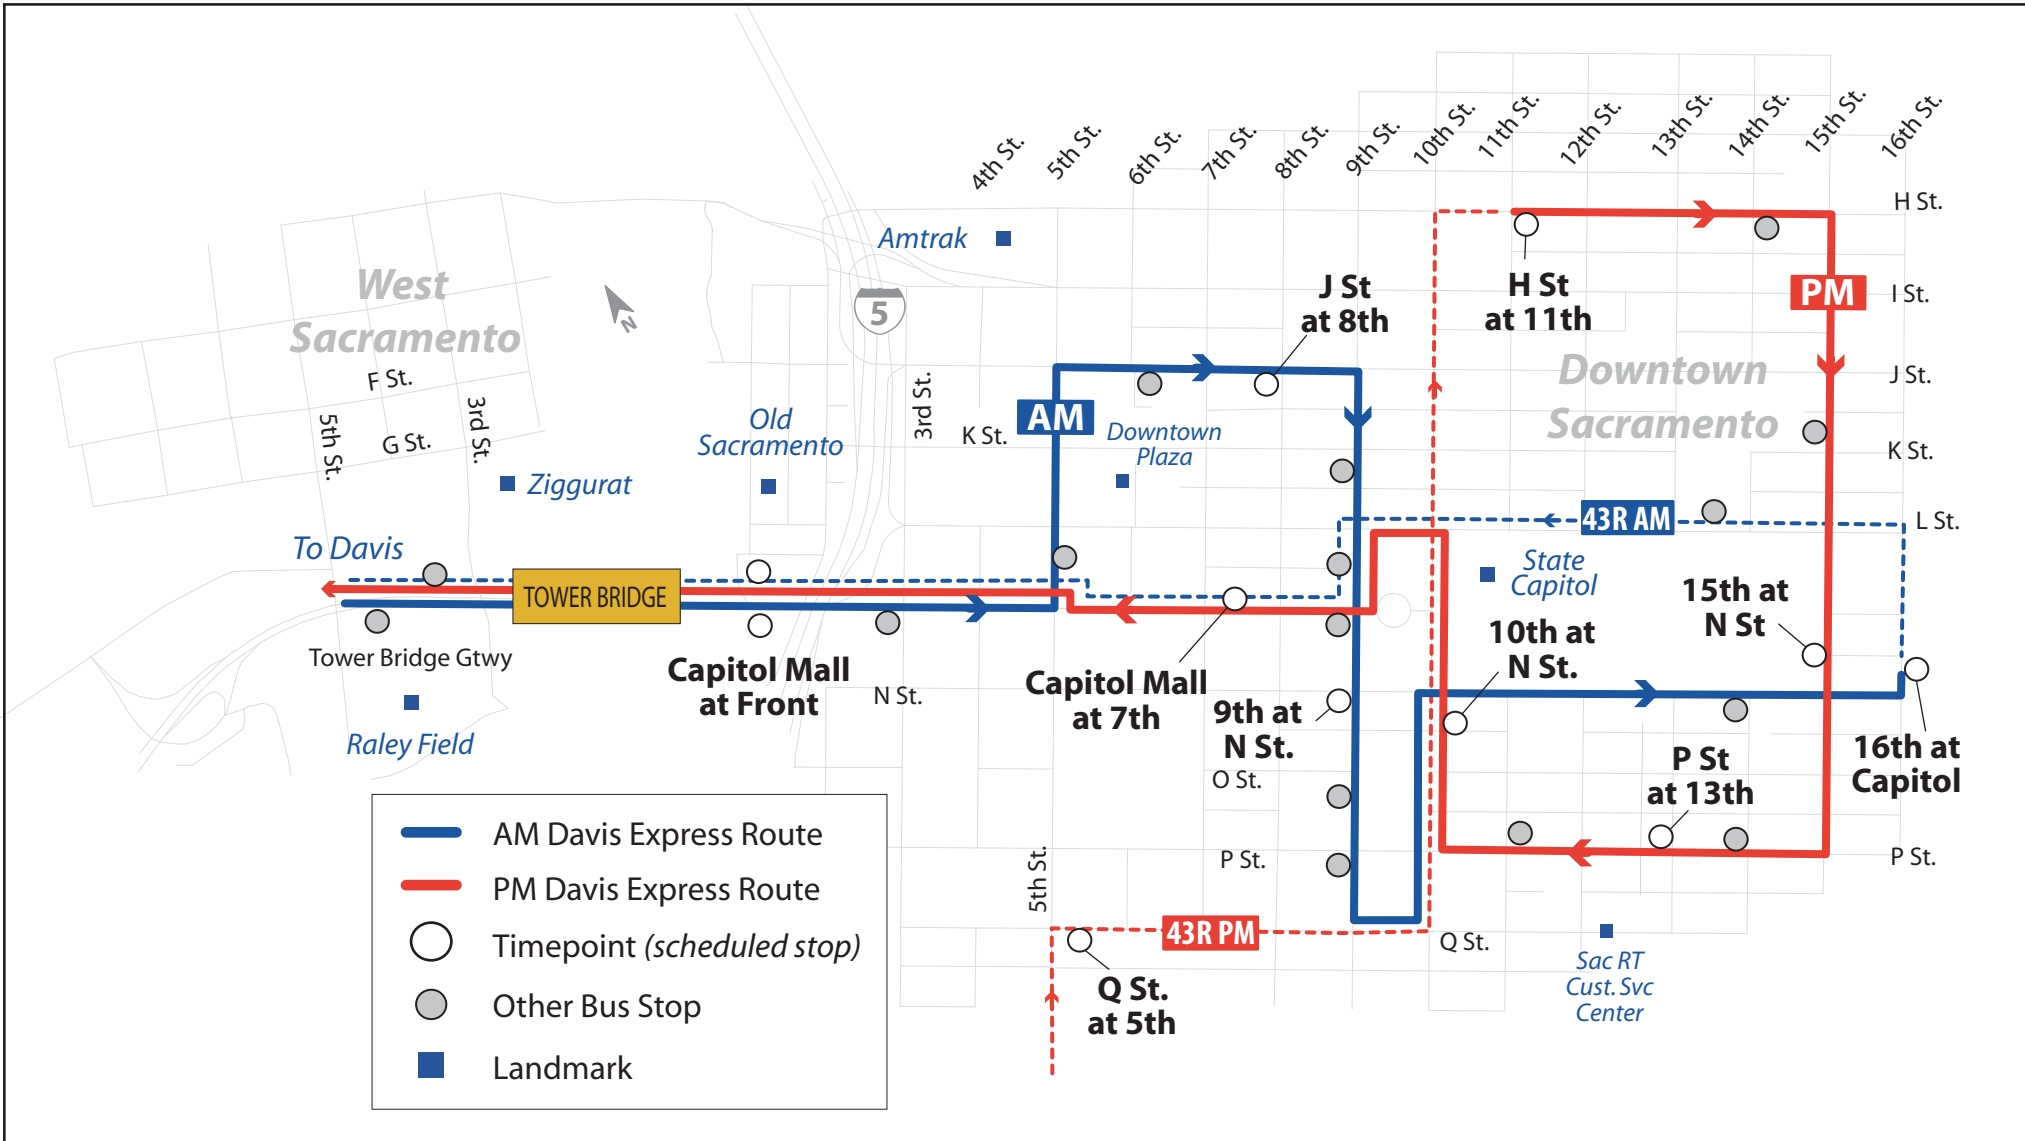 4th St.
5th St.
6th St.
7th St.
8th St.
9th St.
10th St.
11th St.
12th St.
13th St.
14th St.
15th St.
16th St.
H St.
Amtrak
West
Sacramento
N
5
J St
at 8th
H St
at 11th
PM
I St.
F St.
3rd St.
Downtown
Sacramento
J St.
5th St.
G St.
3rd St.
Old
Sacramento
K St.
AM
Downtown
Plaza
K St.
Ziggurat
43R AM
L St.
To Davis
TOWER BRIDGE
State
Capitol
15th at
N St
10th at
N St.
Tower Bridge Gtwy
Capitol Mall
at Front
N St.
Capitol Mall
at 7th
9th at
N St.
Raley Field
P St
at 13th
16th at
Capitol
O St.
P St.
P St.
5th St.
AM Davis Express Route
PM Davis Express Route
Timepoint (scheduled stop)
Other Bus Stop
Landmark
43R PM
Q St.
Q St.
at 5th
Sac RT
Cust. Svc
Center